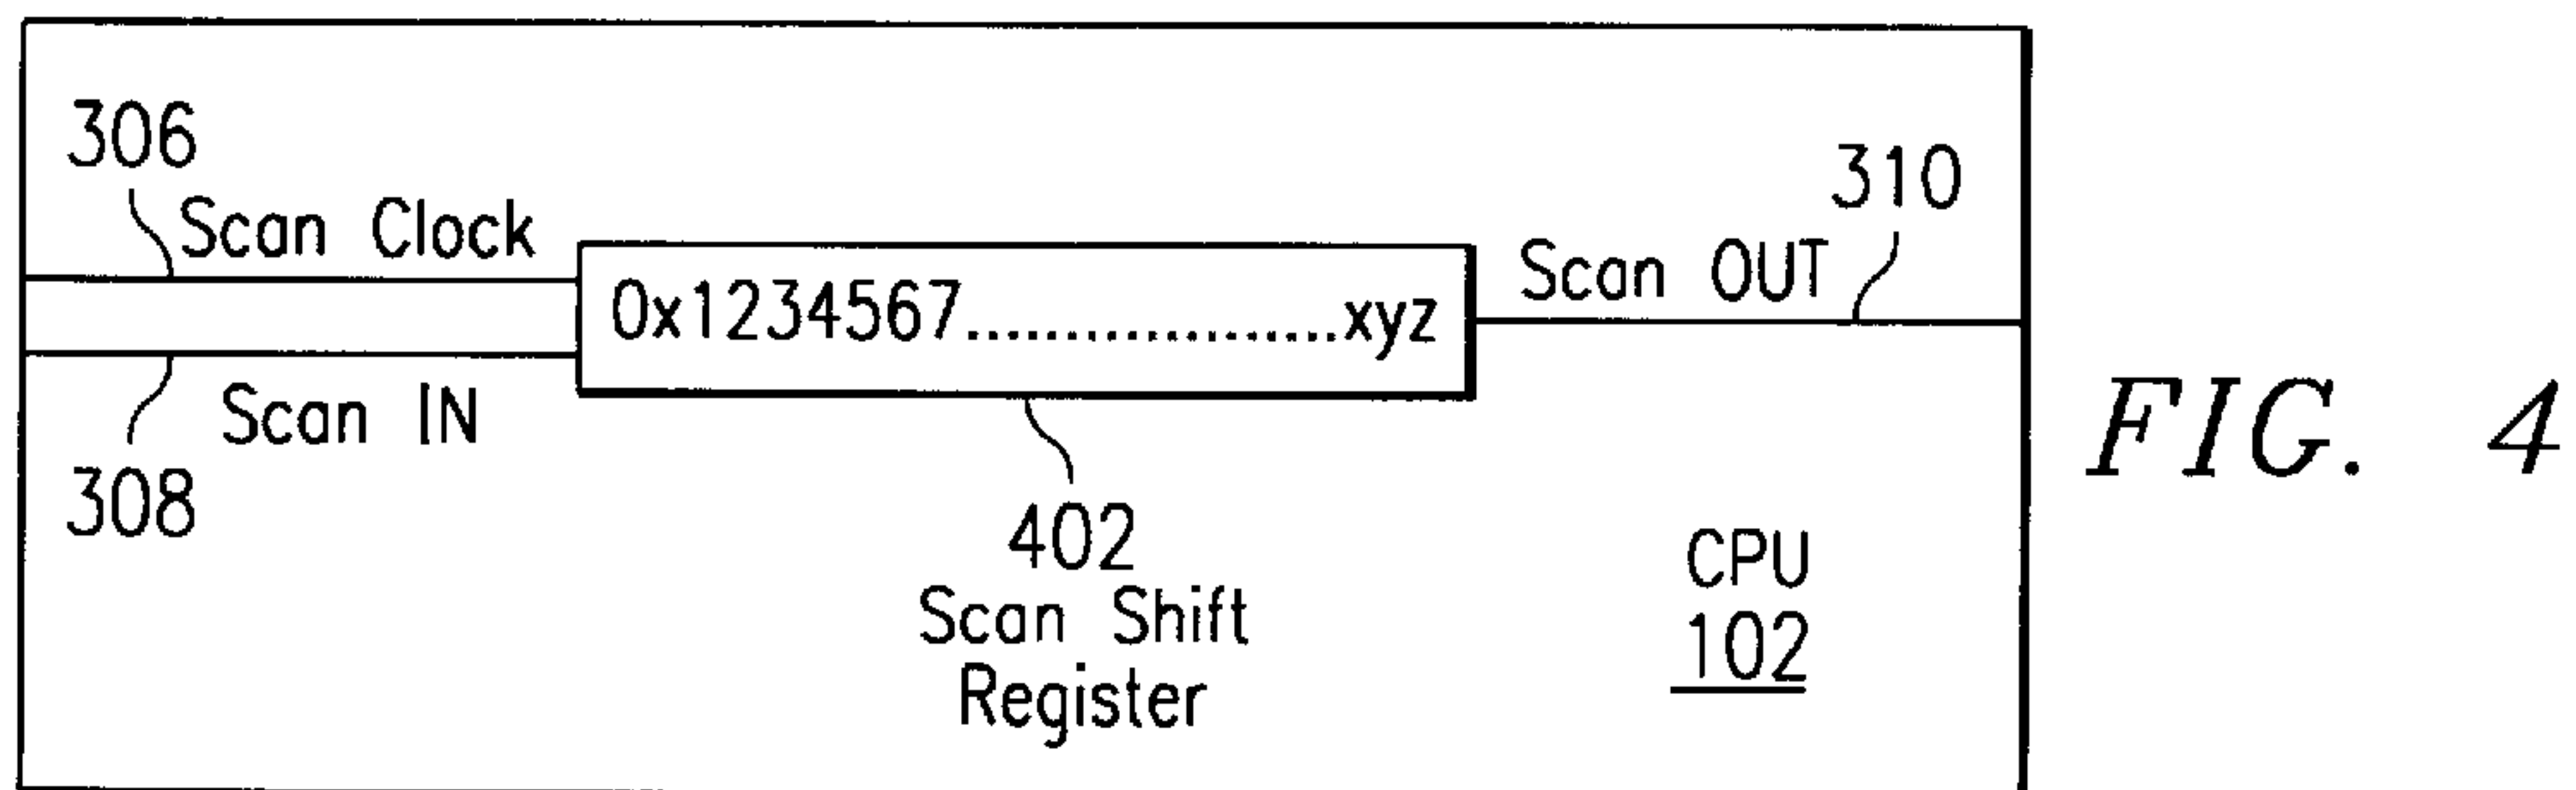 306
Scan Clock
310
Scan OUT
0x1234567...................xyz
Scan IN
308
402
Scan Shift
Register
CPU
102
FIG. 4